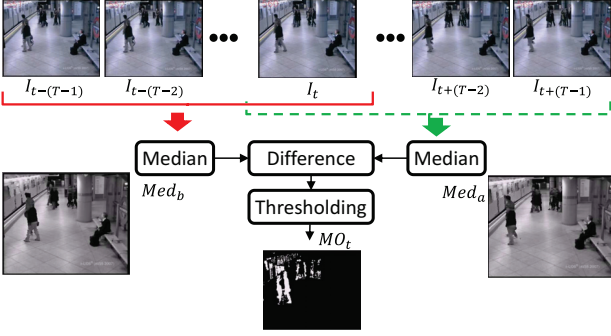 I_{t-(T-1)} I_{t-(T-2)} I_t I_{t+(T-2)} I_{t+(T-1)}
Median Difference Median
Med_b Med_a
Thresholding
MO_t